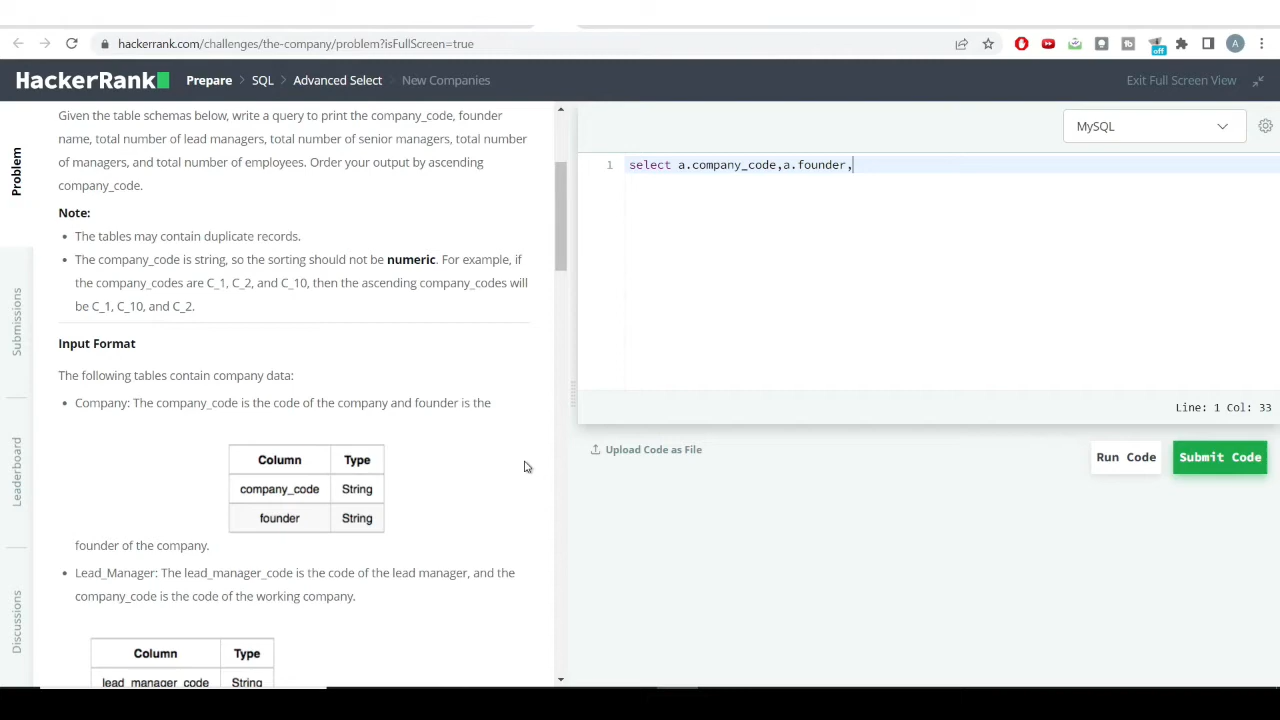 hackerrank.com/challenges/the-company/problem?isFullScreen=true
off
A
HackerRank
Prepare > SQL > Advanced Select > New Companies
Exit Full Screen View
Problem
Submissions
Leaderboard
Discussions
Given the table schemas below, write a query to print the company_code, founder
name, total number of lead managers, total number of senior managers, total number
of managers, and total number of employees. Order your output by ascending
company_code.
Note:
• The tables may contain duplicate records.
• The company_code is string, so the sorting should not be numeric. For example, if
the company_codes are C_1, C_2, and C_10, then the ascending company_codes will
be C_1, C_10, and C_2.
Input Format
The following tables contain company data:
• Company: The company_code is the code of the company and founder is the
Column Type
company_code String
founder String
founder of the company.
• Lead_Manager: The lead_manager_code is the code of the lead manager, and the
company_code is the code of the working company.
Column Type
lead_manager_code String
MySQL
1 select a.company_code,a.founder,
Line: 1 Col: 33
Upload Code as File
Run Code
Submit Code